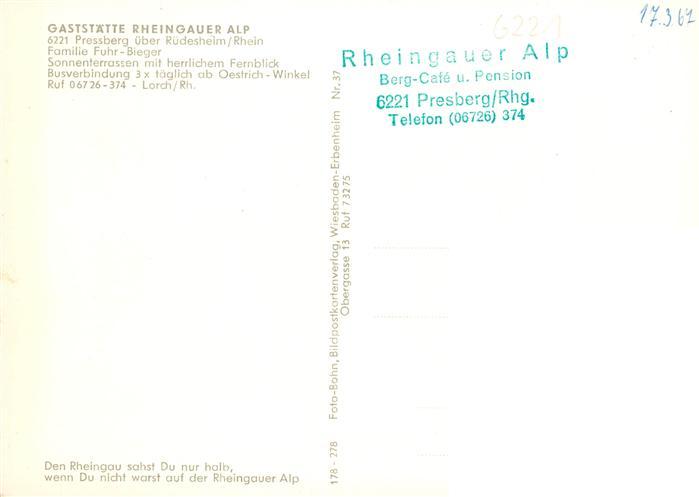 GASTSTÄTTE RHEINGAUER ALP
6221 Pressberg über Rüdesheim/Rhein
Familie Fuhr-Bieger
Sonnenterrassen mit herrlichem Fernblick
Busverbindung 3x täglich ab Oestrich-Winkel
Ruf 06726-374 - Lorch/Rh.
Den Rheingau sahst Du nur halb,
wenn Du nicht warst auf der Rheingauer Alp
178-278 Foto-Bohn, Bildpostkartenverlag, Wiesbaden-Erbenheim Nr. 37
Obergasse 13 Ruf 73275
6221
17.367
Rheingauer Alp
Berg-Café u. Pension
6221 Presberg/Rhg.
Telefon (06726) 374